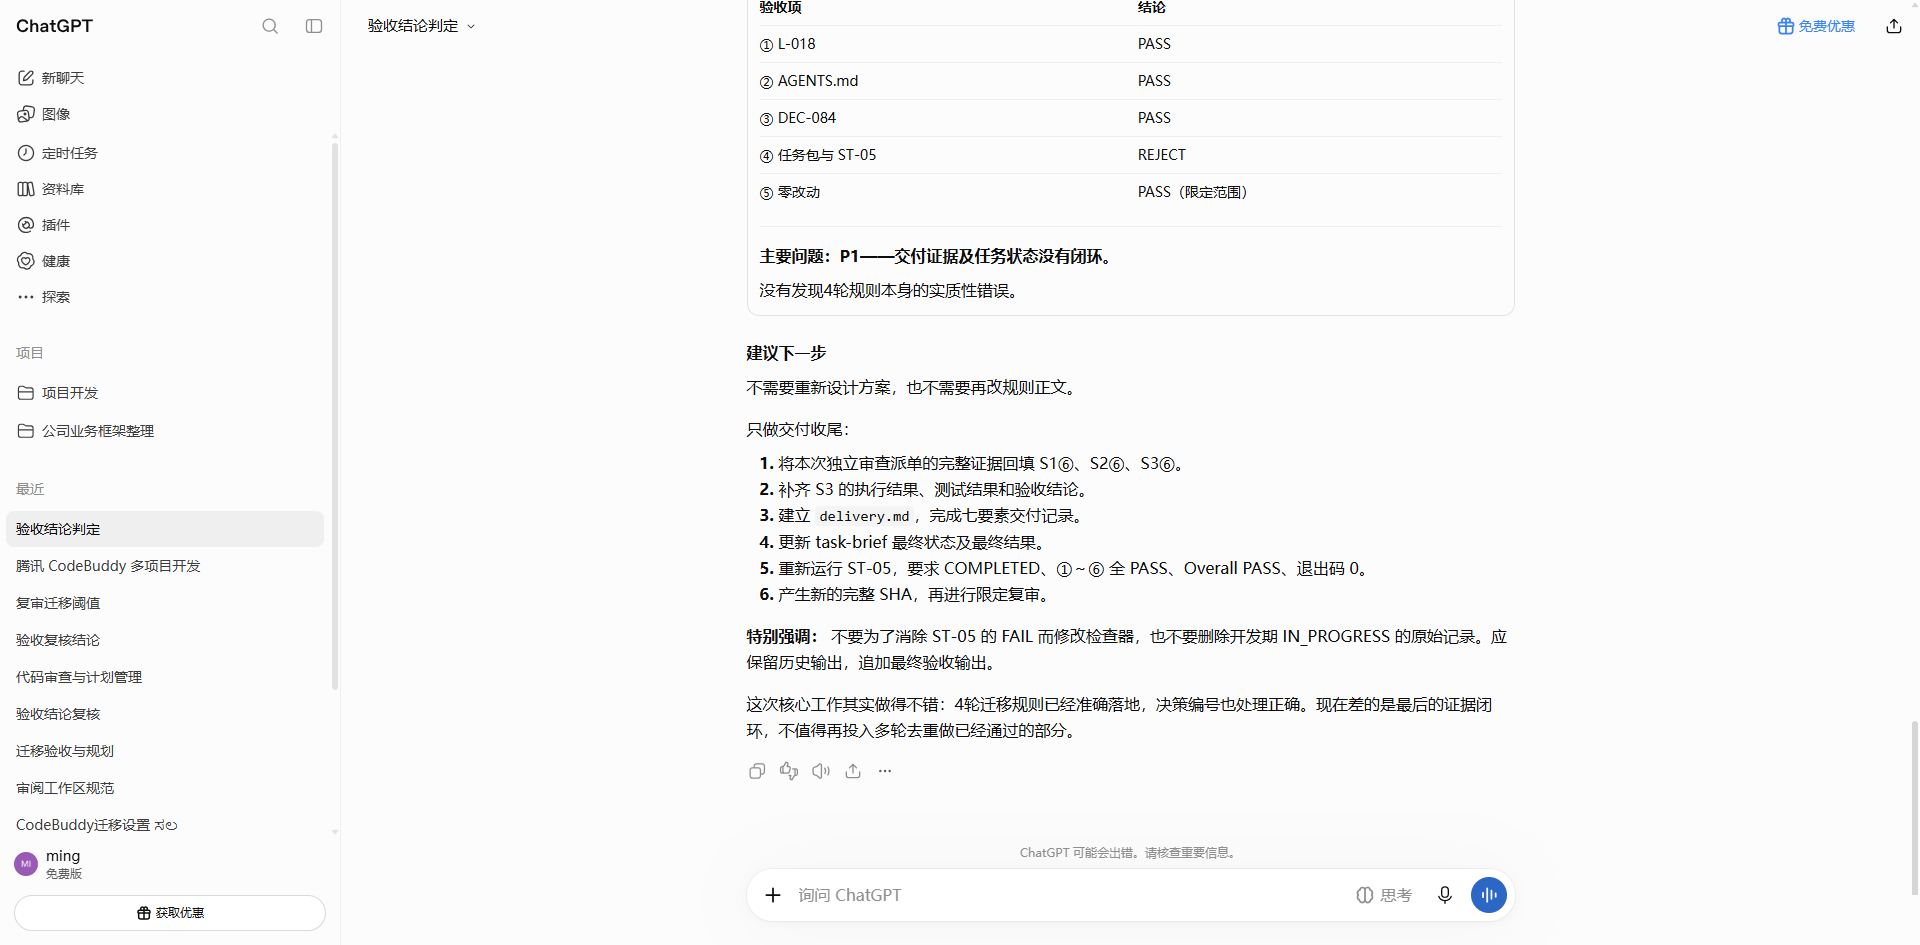 ChatGPT
新聊天
图像
定时任务
资料库
插件
健康
探索
项目
项目开发
公司业务框架整理
最近
验收结论判定
腾讯 CodeBuddy 多项目开发
复审迁移阈值
验收复核结论
代码审查与计划管理
验收结论复核
迁移验收与规划
审阅工作区规范
CodeBuddy迁移设置
MI
ming
免费版
获取优惠
验收结论判定
免费优惠
验收项 结论
① L-018 PASS
② AGENTS.md PASS
③ DEC-084 PASS
④ 任务包与 ST-05 REJECT
⑤ 零改动 PASS（限定范围）
主要问题：P1——交付证据及任务状态没有闭环。
没有发现4轮规则本身的实质性错误。
建议下一步
不需要重新设计方案，也不需要再改规则正文。
只做交付收尾：
1. 将本次独立审查派单的完整证据回填 S1⑥、S2⑥、S3⑥。
2. 补齐 S3 的执行结果、测试结果和验收结论。
3. 建立 delivery.md，完成七要素交付记录。
4. 更新 task-brief 最终状态及最终结果。
5. 重新运行 ST-05，要求 COMPLETED、①～⑥ 全 PASS、Overall PASS、退出码 0。
6. 产生新的完整 SHA，再进行限定复审。
特别强调： 不要为了消除 ST-05 的 FAIL 而修改检查器，也不要删除开发期 IN_PROGRESS 的原始记录。应
保留历史输出，追加最终验收输出。
这次核心工作其实做得不错：4轮迁移规则已经准确落地，决策编号也处理正确。现在差的是最后的证据闭
环，不值得再投入多轮去重做已经通过的部分。
ChatGPT 可能会出错。请核查重要信息。
询问 ChatGPT
思考